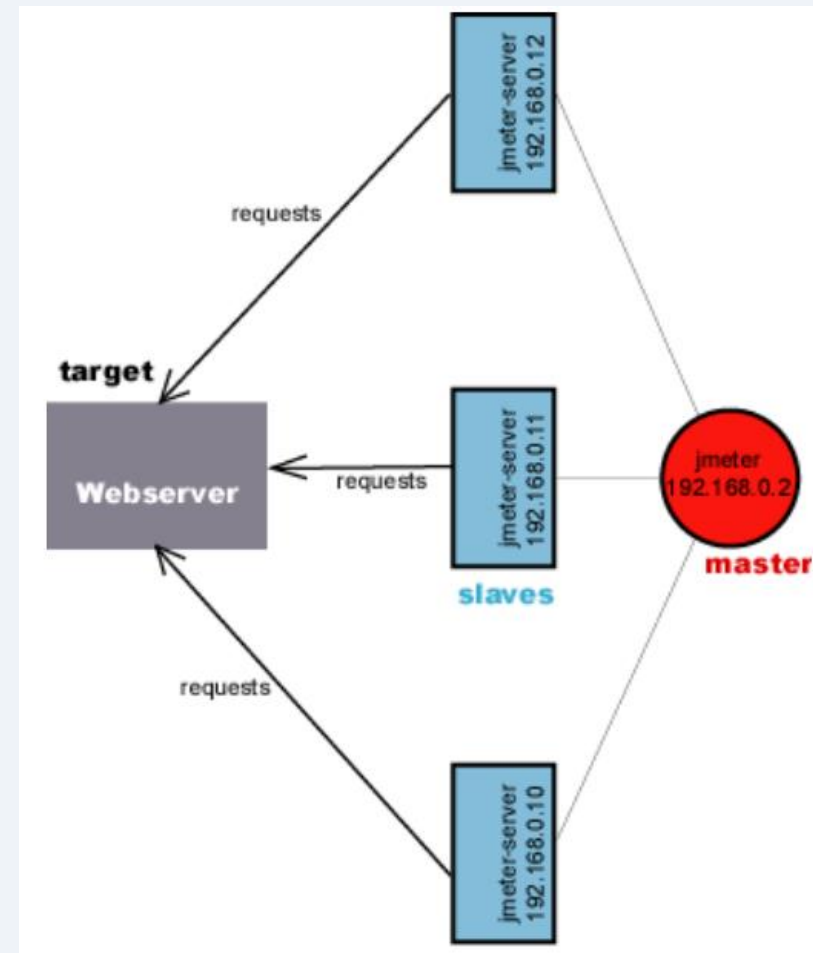 jmeter-server
192.168.0.12
requests
target
Webserver
requests
jmeter-server
192.168.0.11
slaves
jmeter
192.168.0.2
master
requests
jmeter-server
192.168.0.10